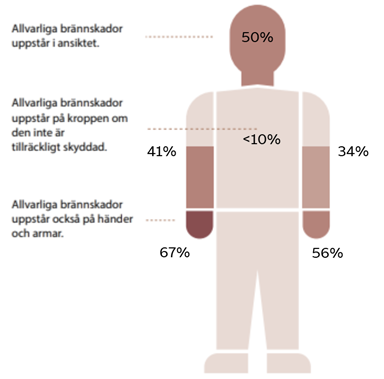 Allvarliga brännskador
uppstår i ansiktet.
50%
Allvarliga brännskador
uppstår på kroppen om
den inte är
tillräckligt skyddad.
<10%
41%
34%
Allvarliga brännskador
uppstår också på händer
och armar.
67%
56%